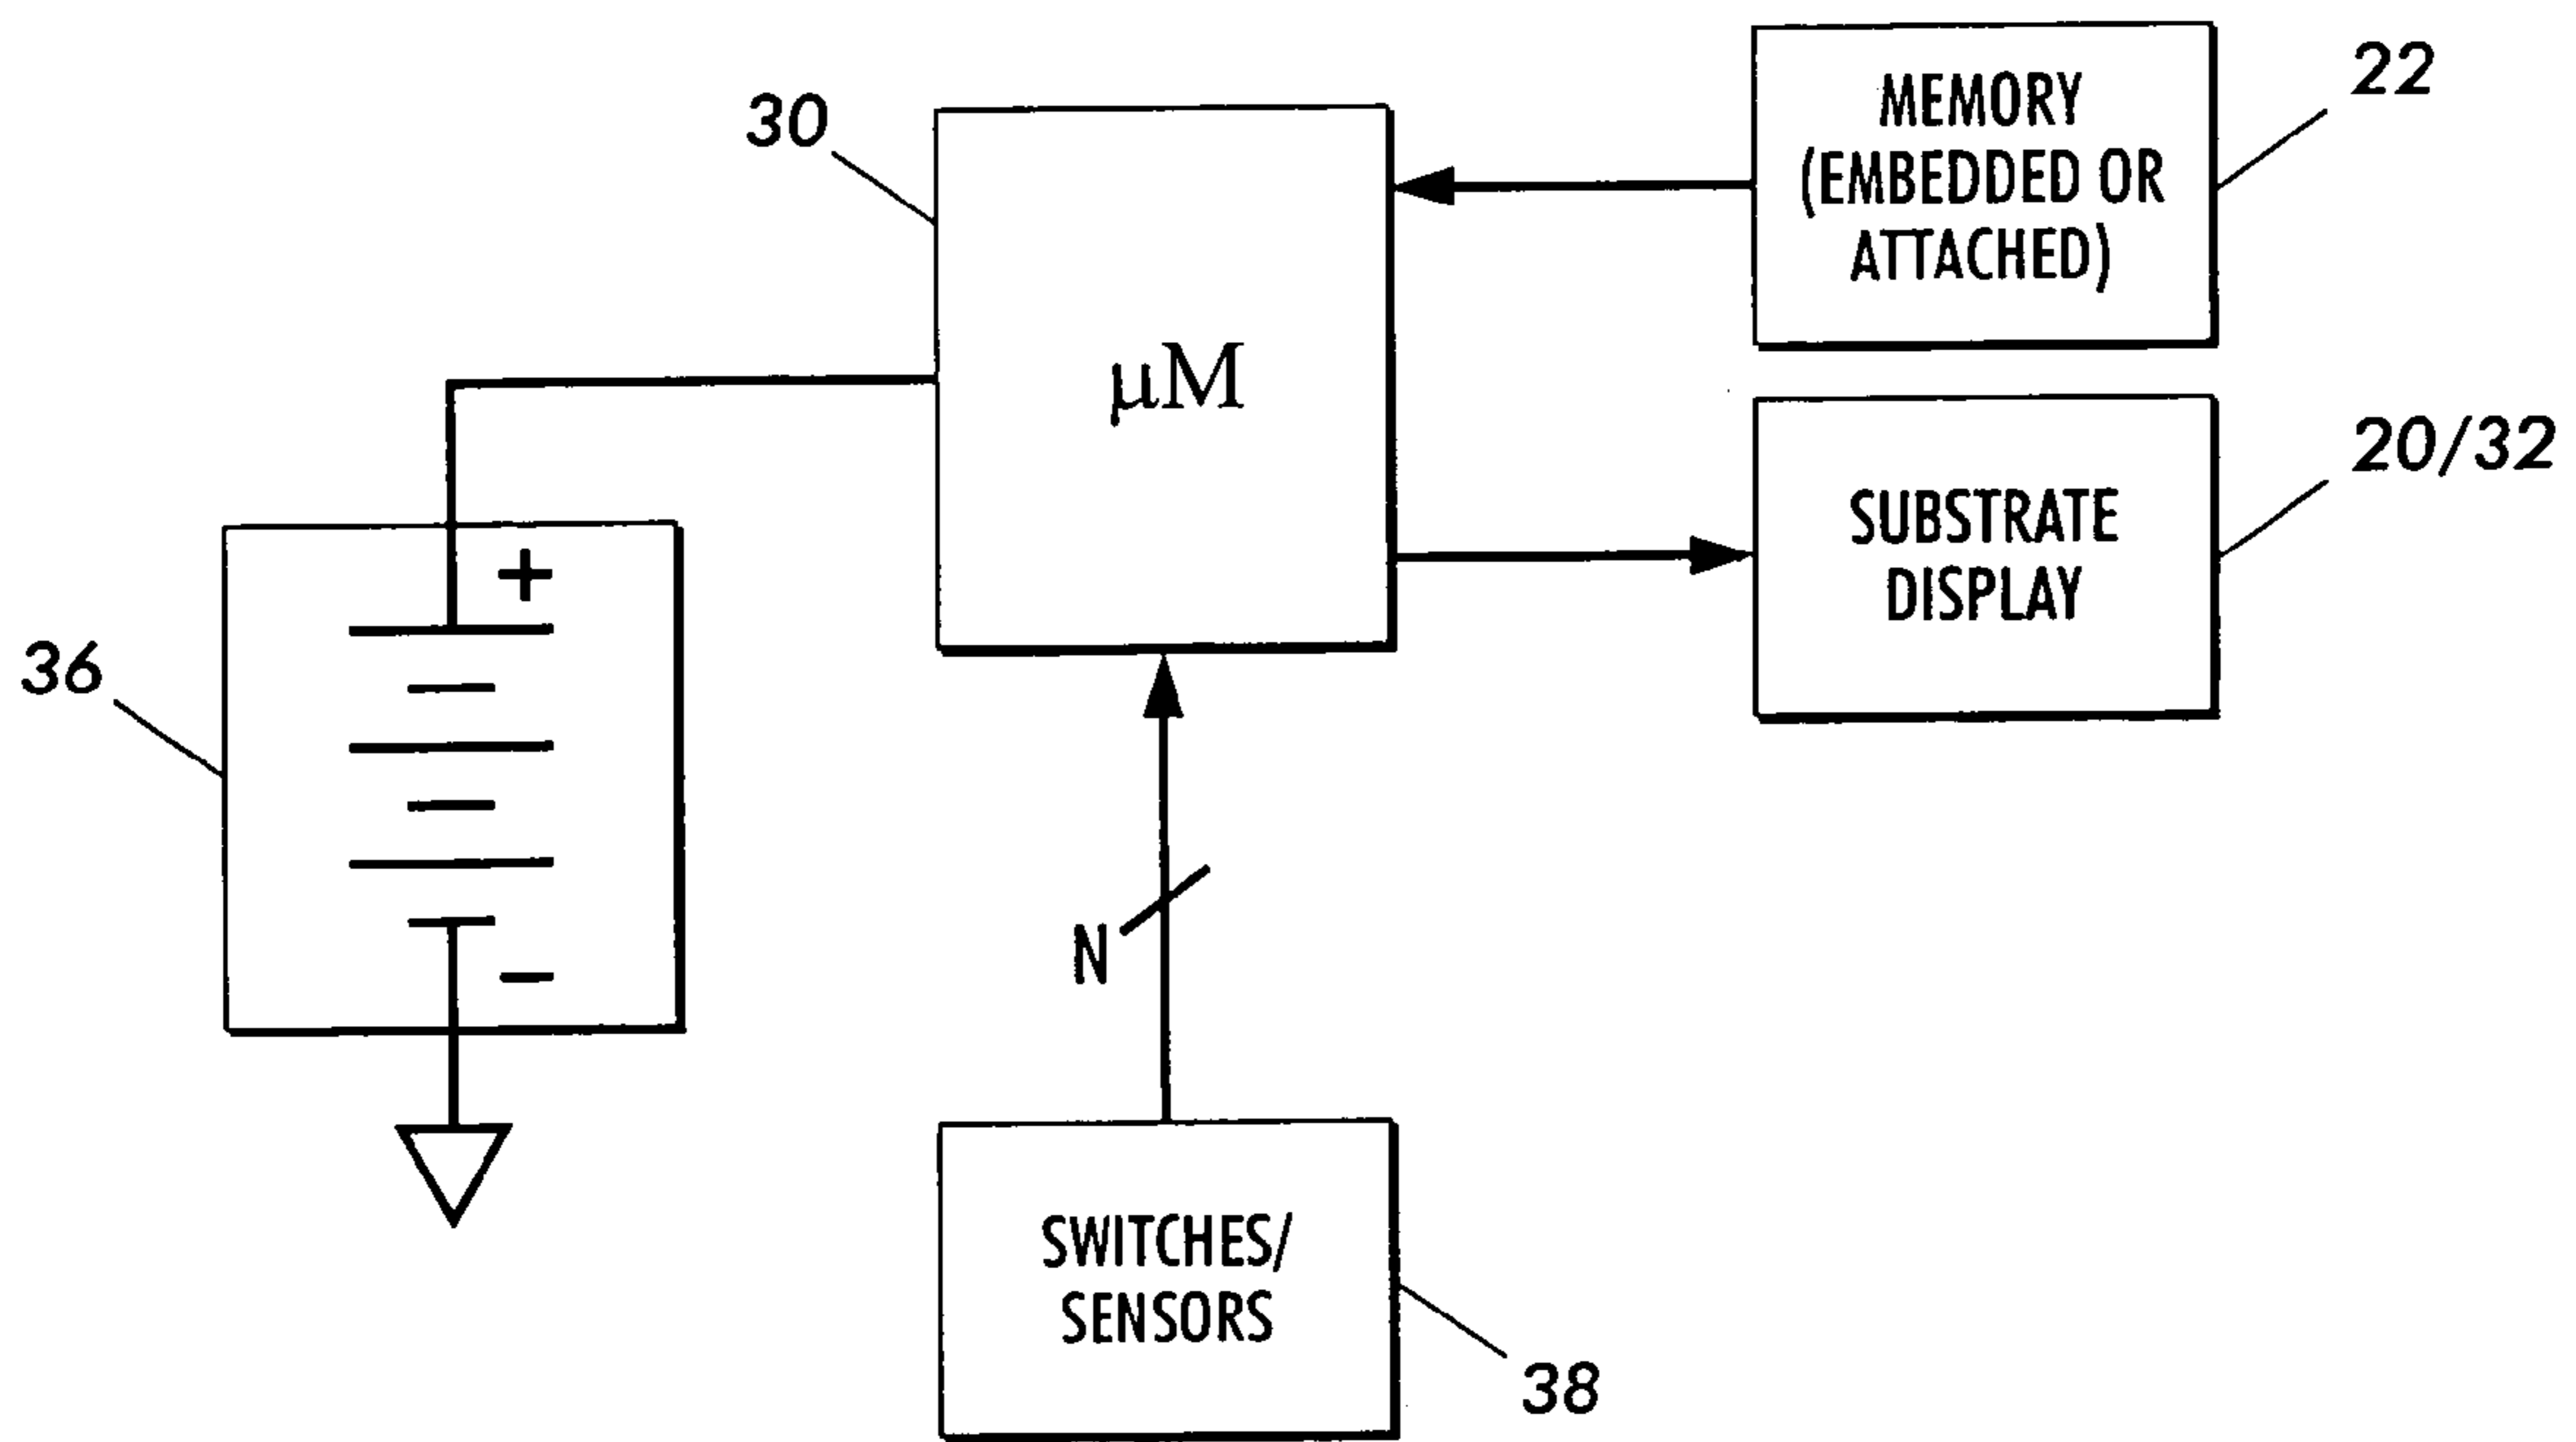 22
MEMORY
(EMBEDDED OR
ATTACHED)
30
µM
20/32
SUBSTRATE
DISPLAY
+
36
−
N
SWITCHES/
SENSORS
38